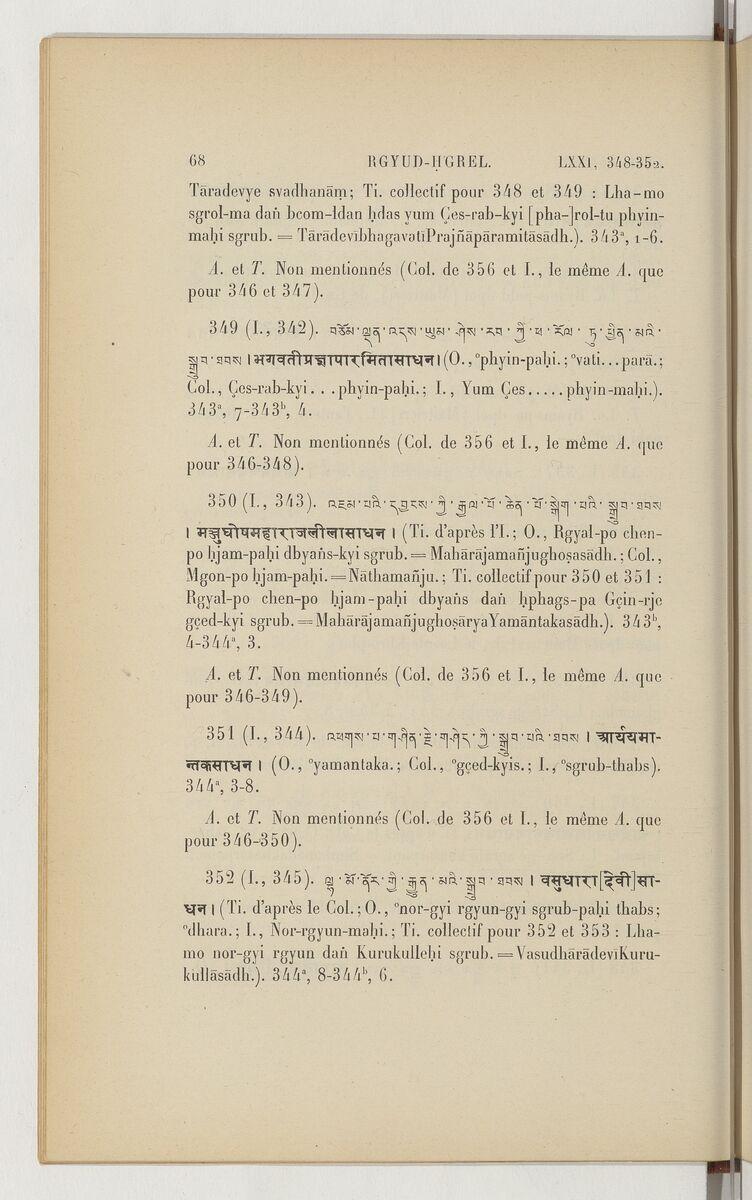 68 RGYUD-ḤGREL. LXXI, 348-352.
Tāradevye svadhanāṃ; Ti. collectif pour 348 et 349 : Lha-mo
sgrol-ma daṅ bcom-ldan ḥdas yum Çes-rab-kyi [pha-]rol-tu phyin-
maḥi sgrub. = TārādevībhagavatīPrajñāpāramitāsādh.). 343ª, 1-6.
A. et T. Non mentionnés (Col. de 356 et I., le même A. que
pour 346 et 347).
349 (I., 342). བཅོམ་ལྡན་འདས་ཡུམ་ཤེས་རབ་ཀྱི་ཕ་རོལ་ཏུ་ཕྱིན་མའི་
སྒྲུབ་ཐབས །भगवतीप्रज्ञापारमितासाधन।(O., °phyin-paḥi.; °vati...parā.;
Col., Çes-rab-kyi...phyin-paḥi.; I., Yum Çes.....phyin-maḥi.).
343ª, 7-343ᵇ, 4.
A. et T. Non mentionnés (Col. de 356 et I., le même A. que
pour 346-348).
350 (I., 343). འཇམ་པའི་དབྱངས་ཀྱི་རྒྱལ་པོ་ཆེན་པོ་སྒེག་པའི་སྒྲུབ་ཐབས
। मञ्जुघोषमहाराजलीलासाधन। (Ti. d'après l'I.; O., Rgyal-po chen-
po ḥjam-paḥi dbyaṅs-kyi sgrub. = Mahārājamañjughoṣasādh.; Col.,
Mgon-po ḥjam-paḥi. = Nāthamañju.; Ti. collectif pour 350 et 351 :
Rgyal-po chen-po ḥjam-paḥi dbyaṅs daṅ ḥphags-pa Gçin-rje
gçed-kyi sgrub. = MahārājamañjughoṣāryaYamāntakasādh.). 343ᵇ,
4-344ª, 3.
A. et T. Non mentionnés (Col. de 356 et I., le même A. que
pour 346-349).
351 (I., 344). འཕགས་པ་གཤིན་རྗེ་གཤེད་ཀྱི་སྒྲུབ་པའི་ཐབས । आर्ययमा-
न्तकसाधन। (O., °yamantaka.; Col., °gçed-kyis.; I., °sgrub-thabs).
344ª, 3-8.
A. et T. Non mentionnés (Col. de 356 et I., le même A. que
pour 346-350).
352 (I., 345). ལྷ་མོ་ནོར་གྱི་རྒྱུན་མའི་སྒྲུབ་ཐབས । वसुधारा[देवी]सा-
धन। (Ti. d'après le Col.; O., °nor-gyi rgyun-gyi sgrub-paḥi thabs;
°dhara.; I., Nor-rgyun-maḥi.; Ti. collectif pour 352 et 353 : Lha-
mo nor-gyi rgyun daṅ Kurukulleḥi sgrub. = VasudhārādevīKuru-
kullāsādh.). 344ª, 8-344ᵇ, 6.